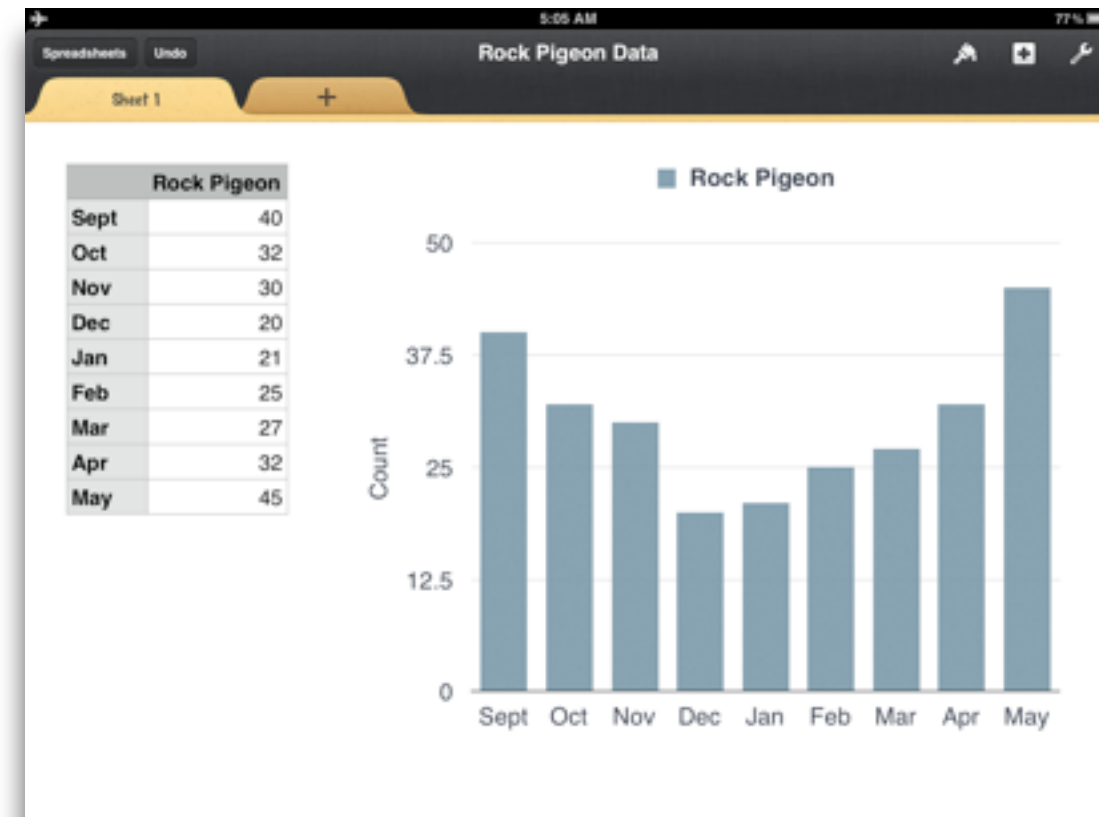 5:05 AM 77%
Spreadsheets Undo Rock Pigeon Data
Sheet 1 +
Rock Pigeon
Sept 40
Oct 32
Nov 30
Dec 20
Jan 21
Feb 25
Mar 27
Apr 32
May 45
Rock Pigeon
50
37.5
25
12.5
0
Count
Sept Oct Nov Dec Jan Feb Mar Apr May